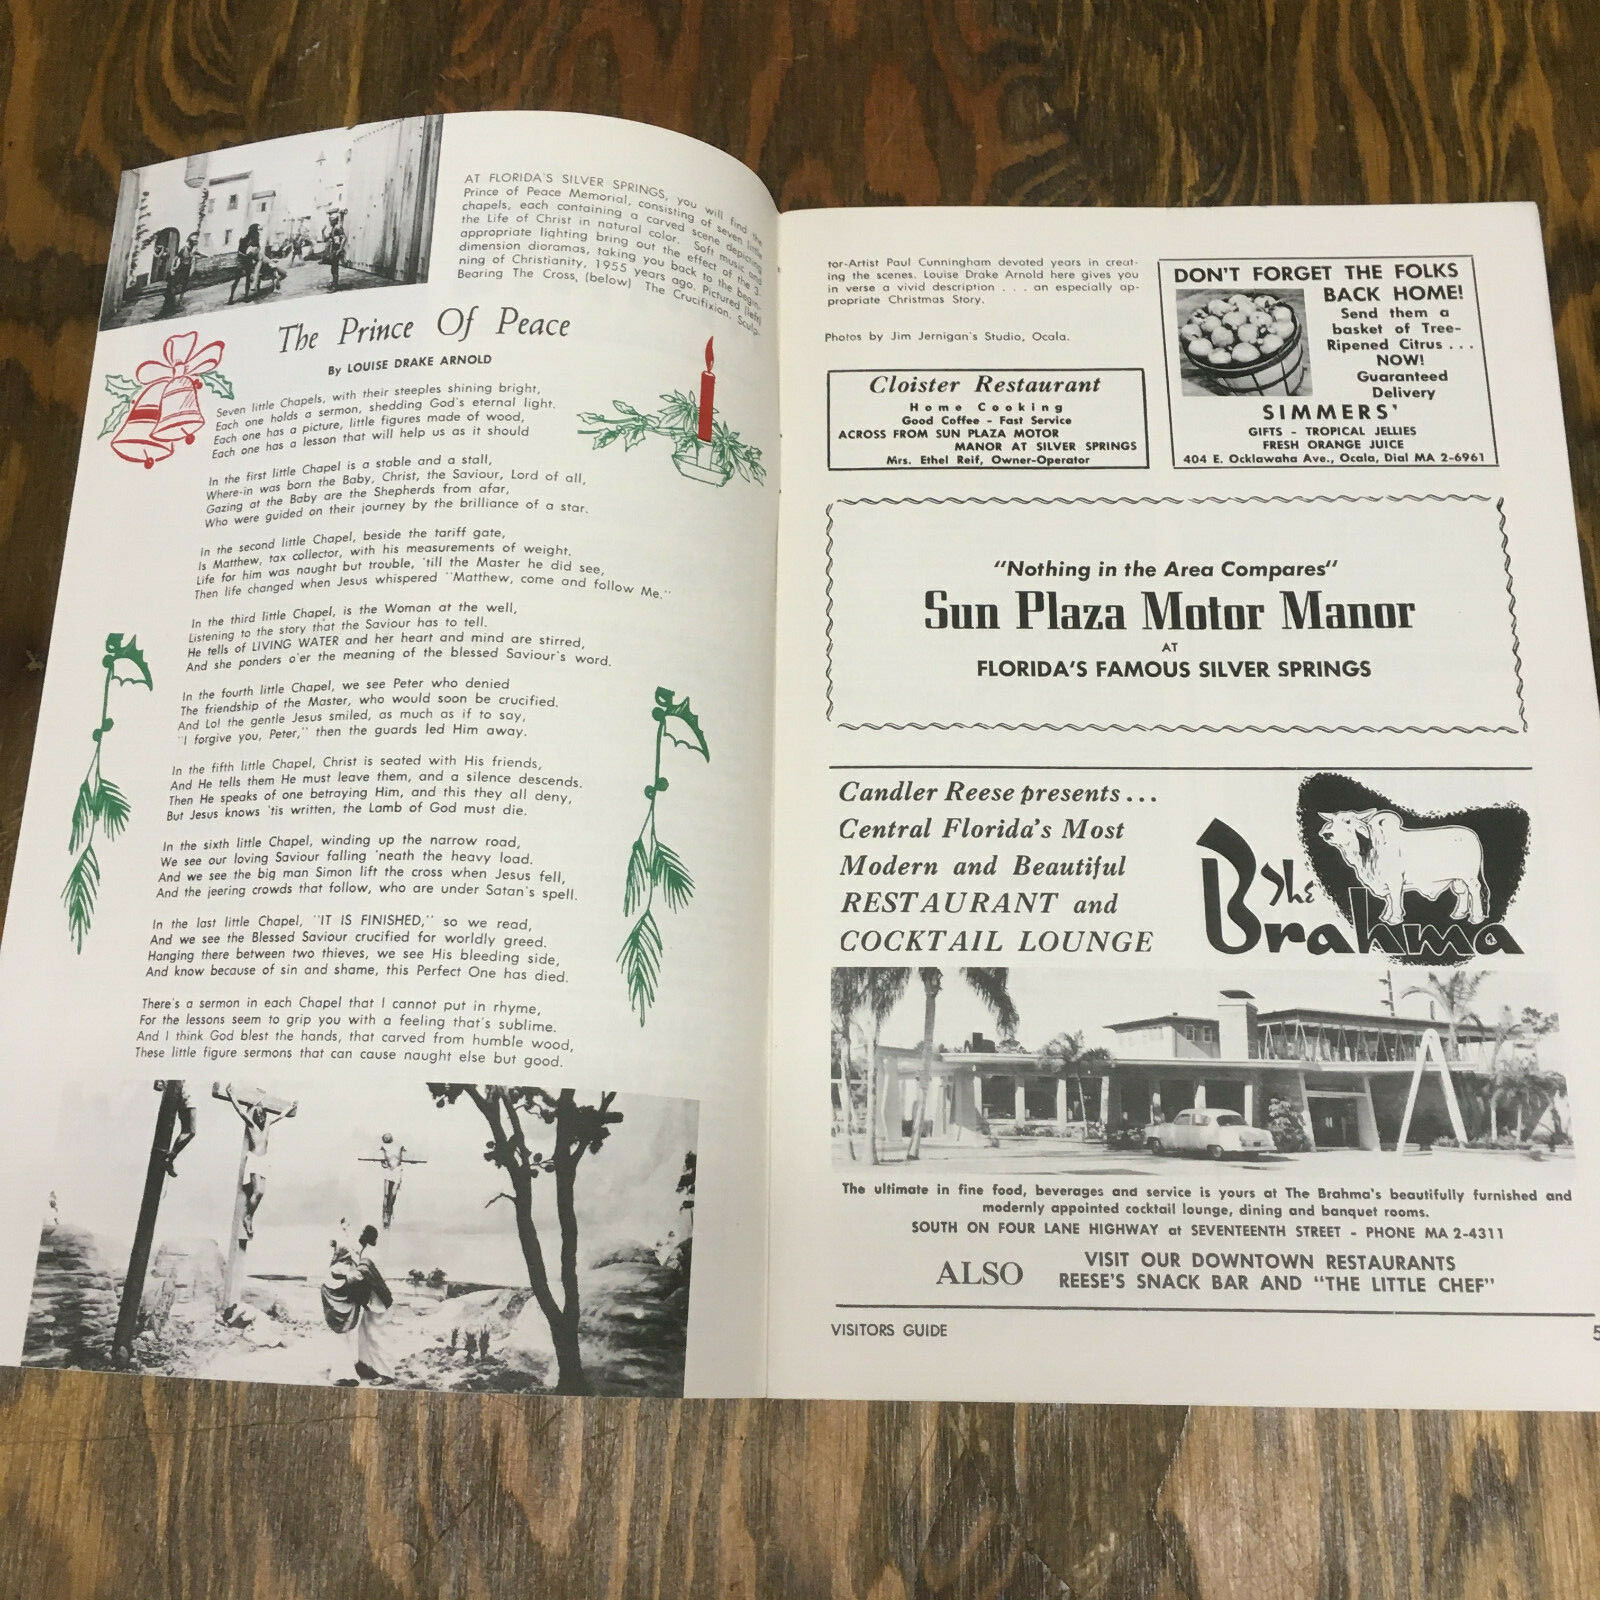 AT FLORIDA'S SILVER SPRINGS, you will find the
Prince of Peace Memorial, consisting of seven little
chapels, each containing a carved scene depicting
the Life of Christ in natural color. Soft music and
appropriate lighting bring out the effect of the 3-
dimension dioramas, taking you back to the begin-
ning of Christianity, 1955 years ago. Pictured (left)
Bearing The Cross, (below) The Crucifixion. Sculp-
The Prince Of Peace
By LOUISE DRAKE ARNOLD
Seven little Chapels, with their steeples shining bright,
Each one holds a sermon, shedding God's eternal light.
Each one has a picture, little figures made of wood,
Each one has a lesson that will help us as it should
In the first little Chapel is a stable and a stall,
Where-in was born the Baby, Christ, the Saviour, Lord of all,
Gazing at the Baby are the Shepherds from afar,
Who were guided on their journey by the brilliance of a star.
In the second little Chapel, beside the tariff gate,
Is Matthew, tax collector, with his measurements of weight.
Life for him was naught but trouble, 'till the Master he did see,
Then life changed when Jesus whispered "Matthew, come and follow Me."
In the third little Chapel, is the Woman at the well,
Listening to the story that the Saviour has to tell.
He tells of LIVING WATER and her heart and mind are stirred,
And she ponders o'er the meaning of the blessed Saviour's word.
In the fourth little Chapel, we see Peter who denied
The friendship of the Master, who would soon be crucified.
And Lo! the gentle Jesus smiled, as much as if to say,
"I forgive you, Peter," then the guards led Him away.
In the fifth little Chapel, Christ is seated with His friends,
And He tells them He must leave them, and a silence descends.
Then He speaks of one betraying Him, and this they all deny,
But Jesus knows 'tis written, the Lamb of God must die.
In the sixth little Chapel, winding up the narrow road,
We see our loving Saviour falling 'neath the heavy load.
And we see the big man Simon lift the cross when Jesus fell,
And the jeering crowds that follow, who are under Satan's spell.
In the last little Chapel, "IT IS FINISHED," so we read,
And we see the Blessed Saviour crucified for worldly greed.
Hanging there between two thieves, we see His bleeding side,
And know because of sin and shame, this Perfect One has died.
There's a sermon in each Chapel that I cannot put in rhyme,
For the lessons seem to grip you with a feeling that's sublime.
And I think God blest the hands, that carved from humble wood,
These little figure sermons that can cause naught else but good.
tor-Artist Paul Cunningham devoted years in creat-
ing the scenes. Louise Drake Arnold here gives you
in verse a vivid description . . . an especially ap-
propriate Christmas Story.
Photos by Jim Jernigan's Studio, Ocala.
Cloister Restaurant
Home Cooking
Good Coffee - Fast Service
ACROSS FROM SUN PLAZA MOTOR
MANOR AT SILVER SPRINGS
Mrs. Ethel Reif, Owner-Operator
DON'T FORGET THE FOLKS
BACK HOME!
Send them a
basket of Tree-
Ripened Citrus . . .
NOW!
Guaranteed
Delivery
SIMMERS'
GIFTS - TROPICAL JELLIES
FRESH ORANGE JUICE
404 E. Ocklawaha Ave., Ocala, Dial MA 2-6961
"Nothing in the Area Compares"
Sun Plaza Motor Manor
AT
FLORIDA'S FAMOUS SILVER SPRINGS
Candler Reese presents . . .
Central Florida's Most
Modern and Beautiful
RESTAURANT and
COCKTAIL LOUNGE
The
Brahma
The ultimate in fine food, beverages and service is yours at The Brahma's beautifully furnished and
modernly appointed cocktail lounge, dining and banquet rooms.
SOUTH ON FOUR LANE HIGHWAY at SEVENTEENTH STREET - PHONE MA 2-4311
ALSO
VISIT OUR DOWNTOWN RESTAURANTS
REESE'S SNACK BAR AND "THE LITTLE CHEF"
VISITORS GUIDE
5